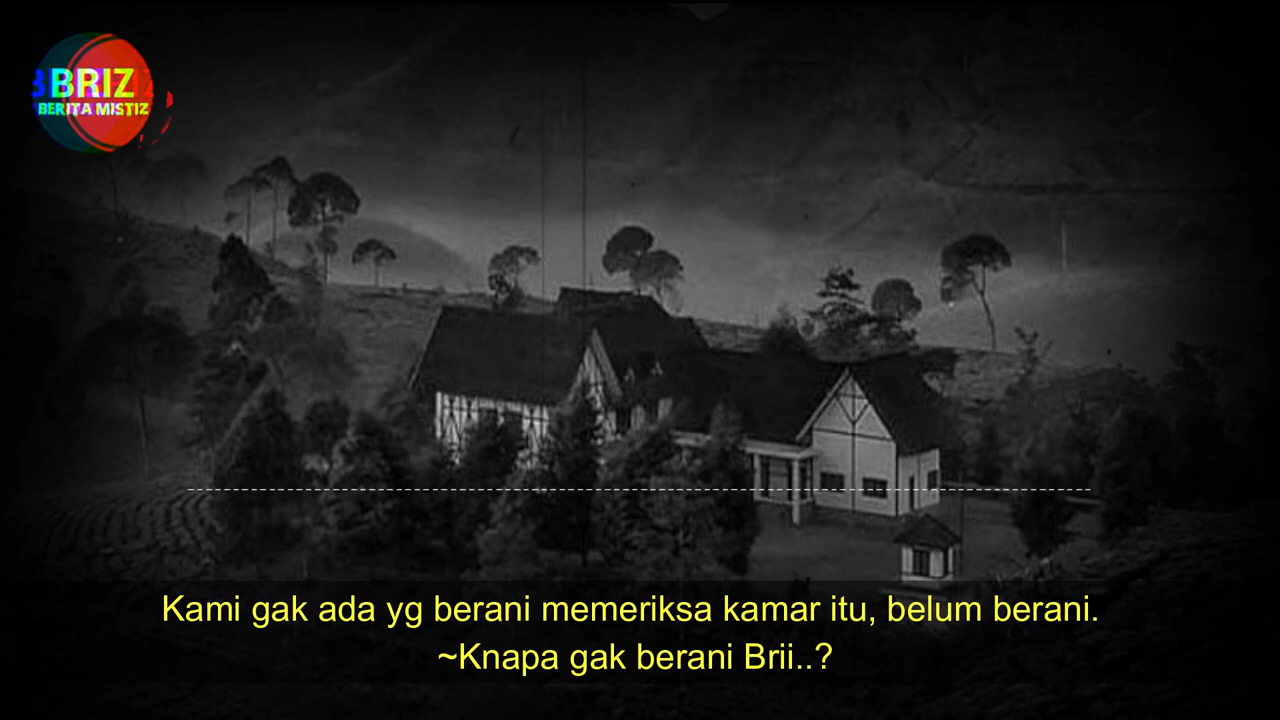 BRIZ
BERITA MISTIZ
Kami gak ada yg berani memeriksa kamar itu, belum berani.
~Knapa gak berani Brii..?